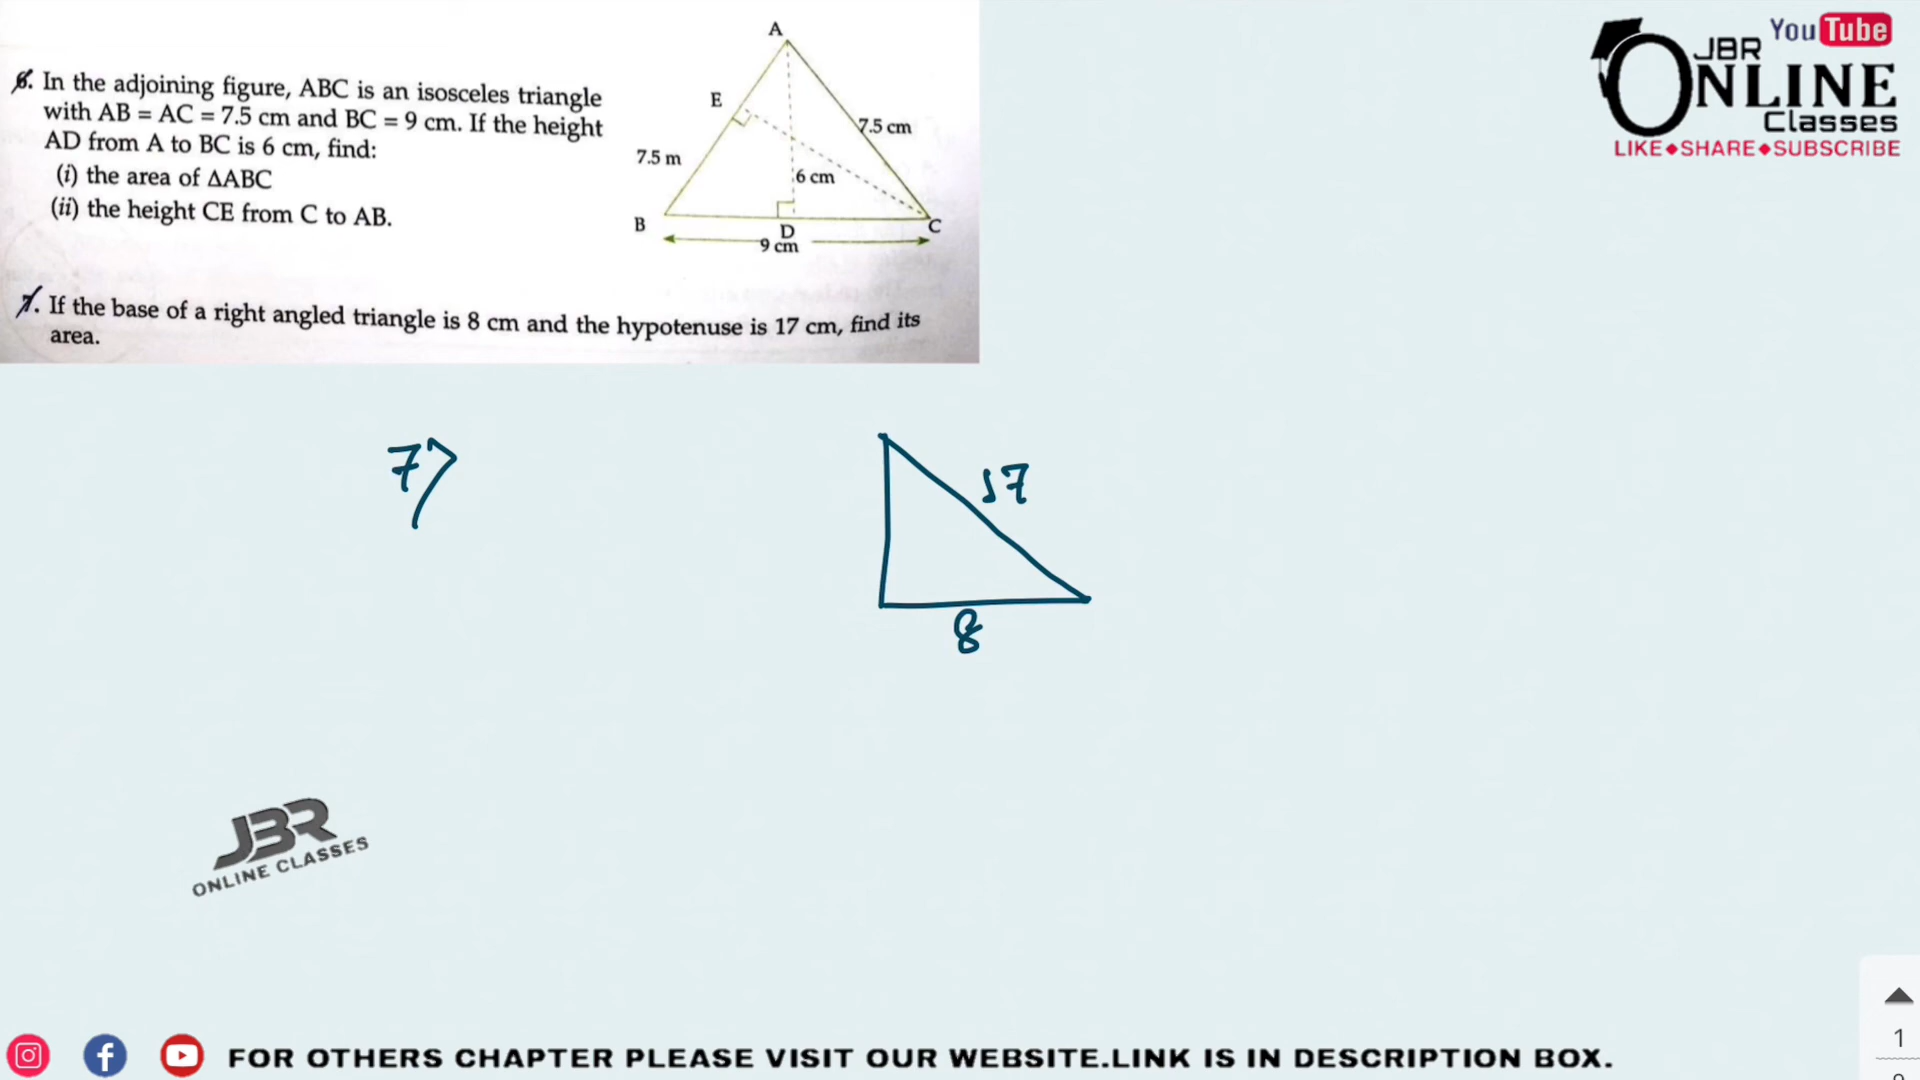 6. In the adjoining figure, ABC is an isosceles triangle
with AB = AC = 7.5 cm and BC = 9 cm. If the height
AD from A to BC is 6 cm, find:
(i) the area of ΔABC
(ii) the height CE from C to AB.
A
E
7.5 cm
7.5 m
6 cm
B
D
C
9 cm
7. If the base of a right angled triangle is 8 cm and the hypotenuse is 17 cm, find its
area.
YouTube
JBR
ONLINE
Classes
LIKE◆SHARE◆SUBSCRIBE
7)
17
8
JBR
ONLINE CLASSES
FOR OTHERS CHAPTER PLEASE VISIT OUR WEBSITE.LINK IS IN DESCRIPTION BOX.
1